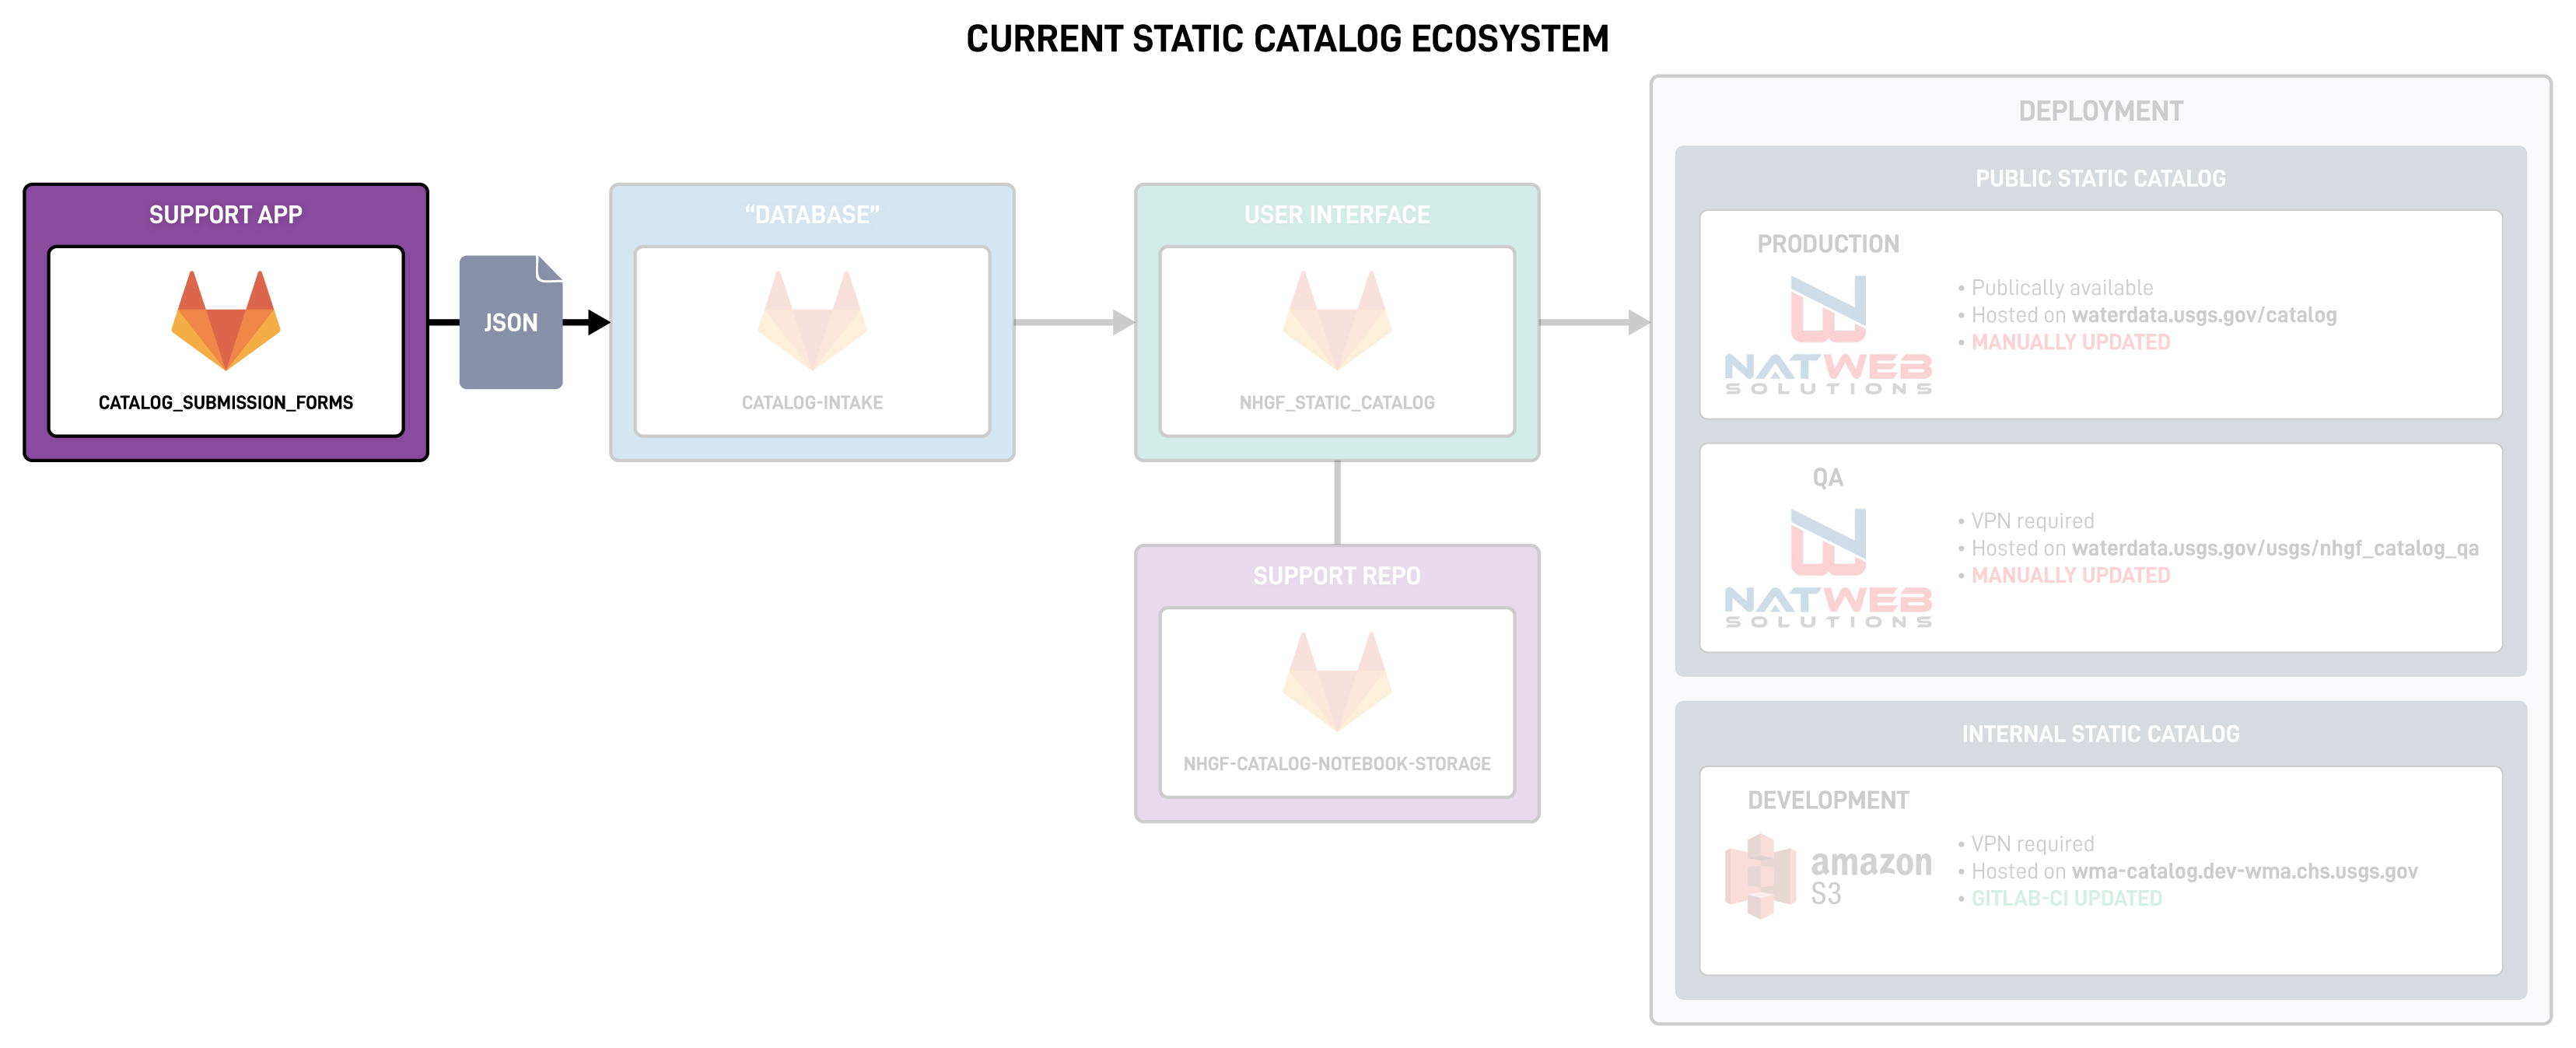 CURRENT STATIC CATALOG ECOSYSTEM
SUPPORT APP
CATALOG_SUBMISSION_FORMS
JSON
“DATABASE”
CATALOG-INTAKE
USER INTERFACE
NHGF_STATIC_CATALOG
SUPPORT REPO
NHGF-CATALOG-NOTEBOOK-STORAGE
DEPLOYMENT
PUBLIC STATIC CATALOG
PRODUCTION
NATWEB
SOLUTIONS
• Publically available
• Hosted on waterdata.usgs.gov/catalog
• MANUALLY UPDATED
QA
NATWEB
SOLUTIONS
• VPN required
• Hosted on waterdata.usgs.gov/usgs/nhgf_catalog_qa
• MANUALLY UPDATED
INTERNAL STATIC CATALOG
DEVELOPMENT
amazon
S3
• VPN required
• Hosted on wma-catalog.dev-wma.chs.usgs.gov
• GITLAB-CI UPDATED